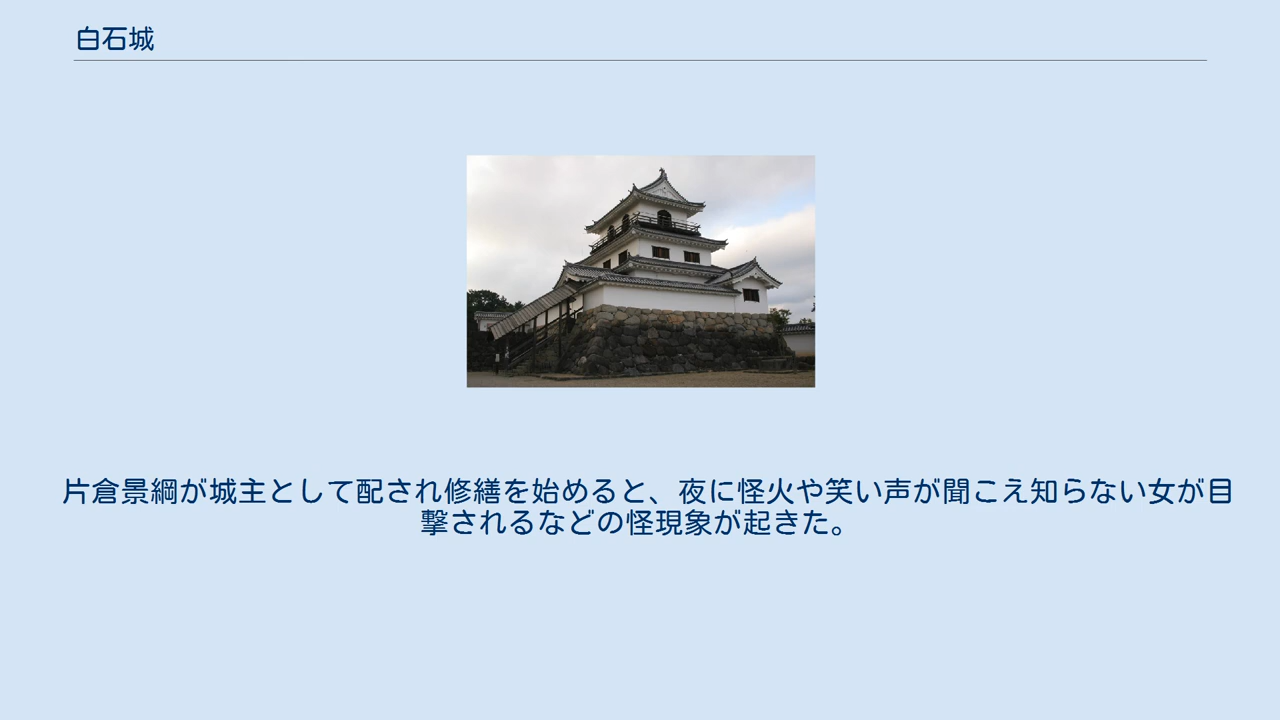 白石城
片倉景綱が城主として配され修繕を始めると、夜に怪火や笑い声が聞こえ知らない女が目
撃されるなどの怪現象が起きた。